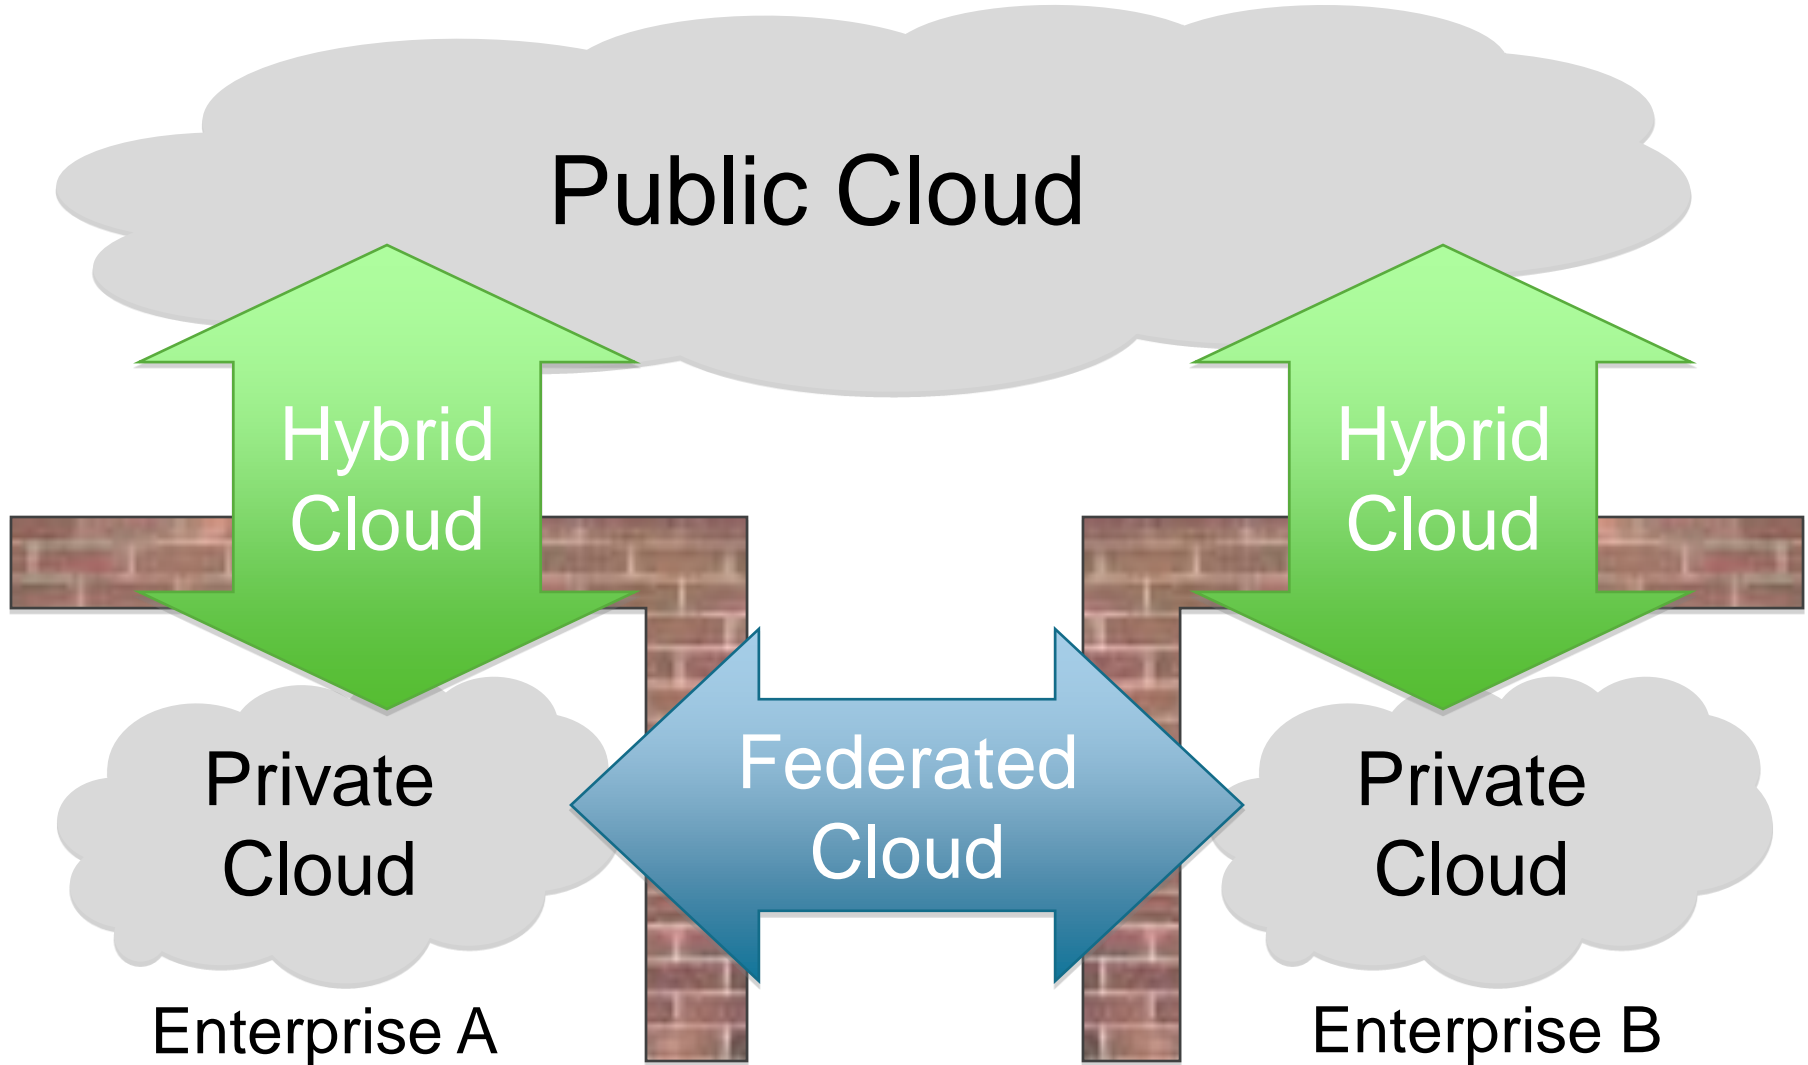 Public Cloud
Hybrid
Cloud
Hybrid
Cloud
Private
Cloud
Federated
Cloud
Private
Cloud
Enterprise A
Enterprise B